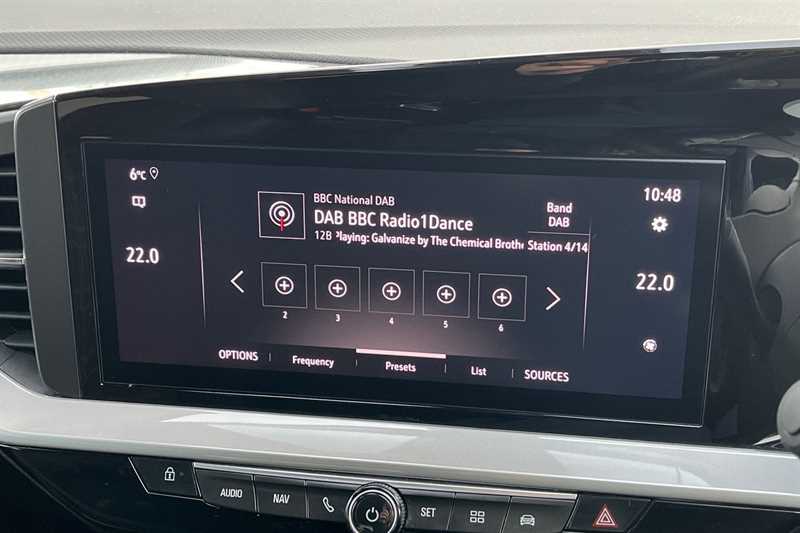 6°C
10:48
BBC National DAB
DAB BBC Radio1Dance
12B laying: Galvanize by The Chemical Brothe
Band
DAB
Station 4/14
22.0
22.0
2
3
4
5
6
OPTIONS
Frequency
Presets
List
SOURCES
AUDIO
NAV
SET